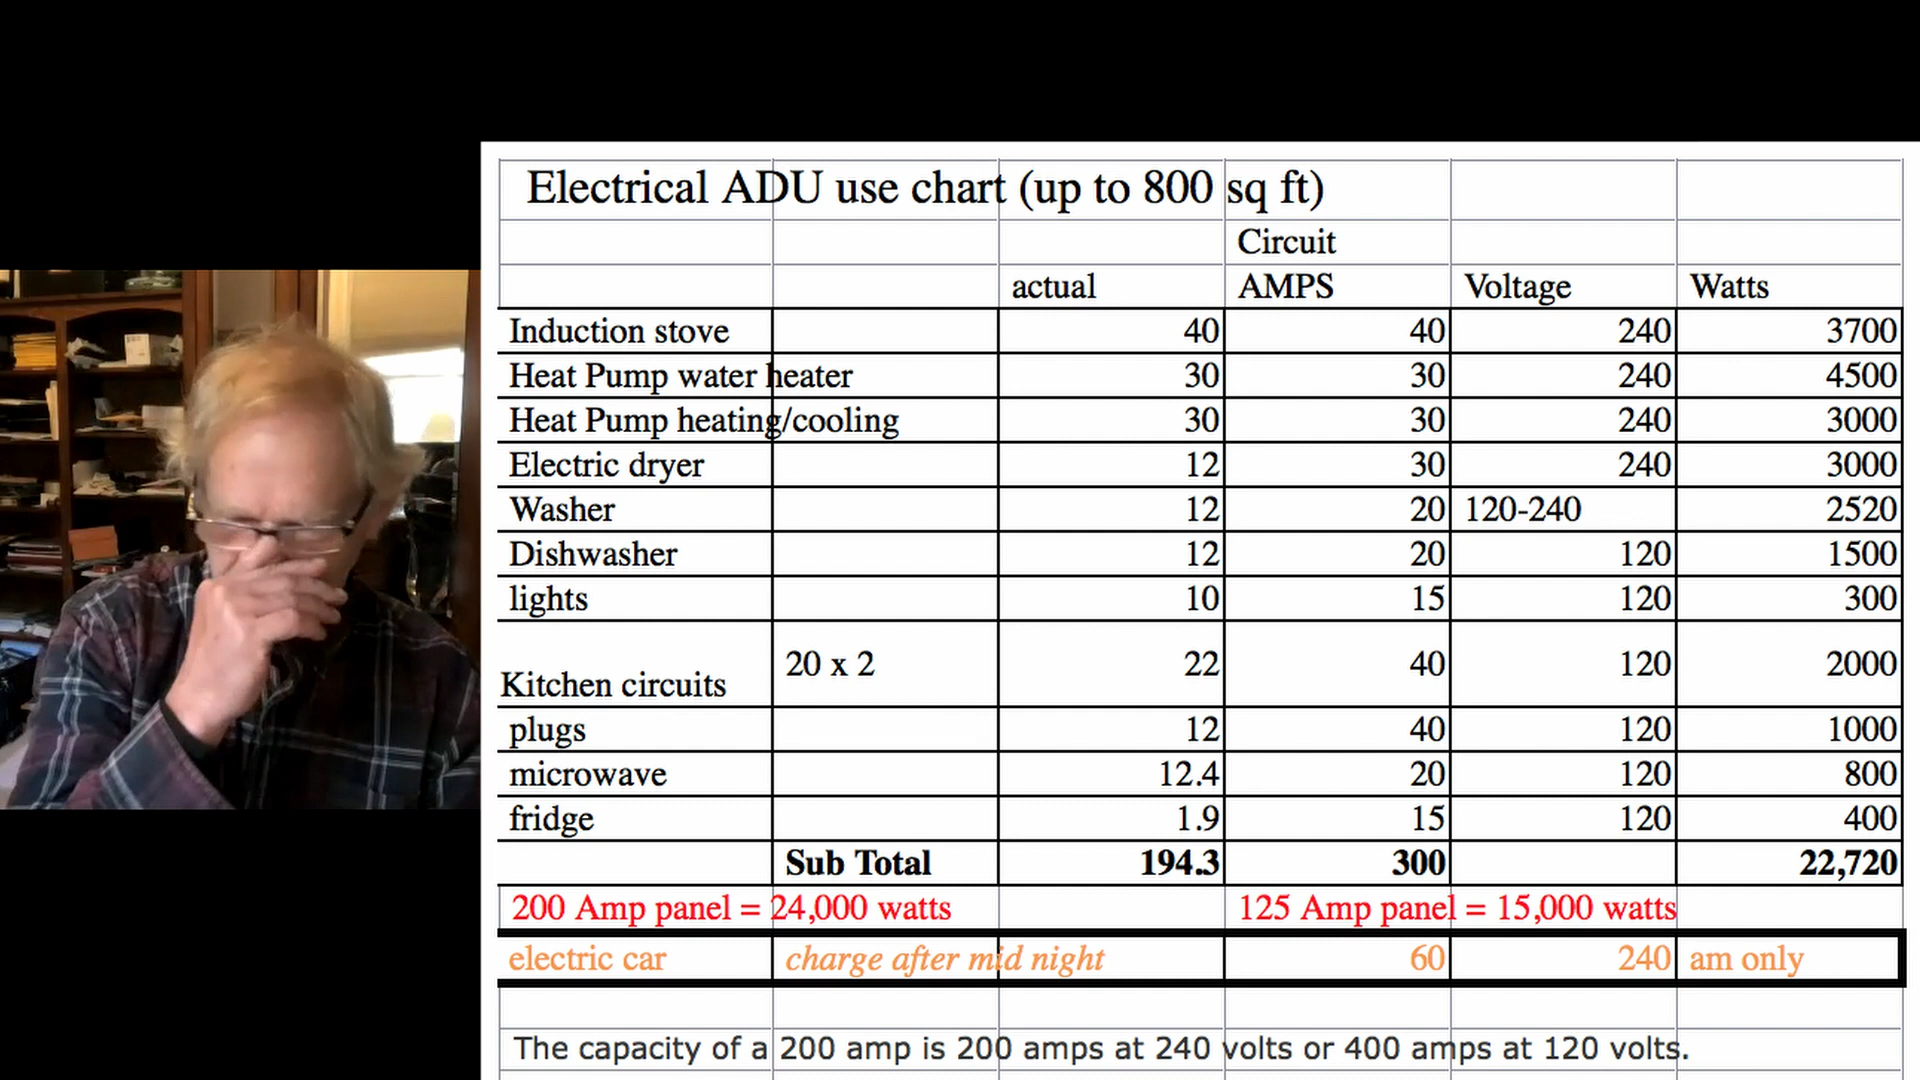 Electrical ADU use chart (up to 800 sq ft)
Circuit
actual AMPS Voltage Watts
Induction stove 40 40 240 3700
Heat Pump water heater 30 30 240 4500
Heat Pump heating/cooling 30 30 240 3000
Electric dryer 12 30 240 3000
Washer 12 20 120-240 2520
Dishwasher 12 20 120 1500
lights 10 15 120 300
Kitchen circuits 20 x 2 22 40 120 2000
plugs 12 40 120 1000
microwave 12.4 20 120 800
fridge 1.9 15 120 400
Sub Total 194.3 300 22,720
200 Amp panel = 24,000 watts 125 Amp panel = 15,000 watts
electric car charge after mid night 60 240 am only
The capacity of a 200 amp is 200 amps at 240 volts or 400 amps at 120 volts.